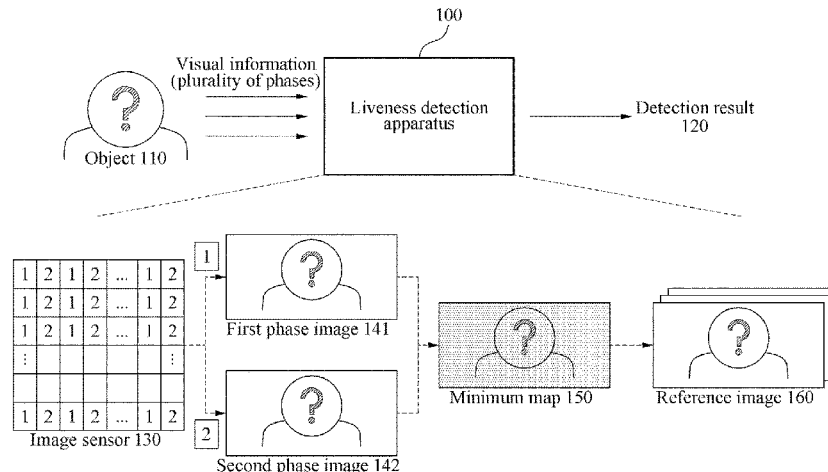 100
Visual information
(plurality of phases)
?
Object 110
Liveness detection
apparatus
Detection result
120
1 2 1 2 ... 1 2
1 2 1 2 ... 1 2
1 2 1 2 ... 1 2
⋮ ⋮
1 2 1 2 ... 1 2
Image sensor 130
1
?
First phase image 141
2
?
Second phase image 142
?
Minimum map 150
?
Reference image 160